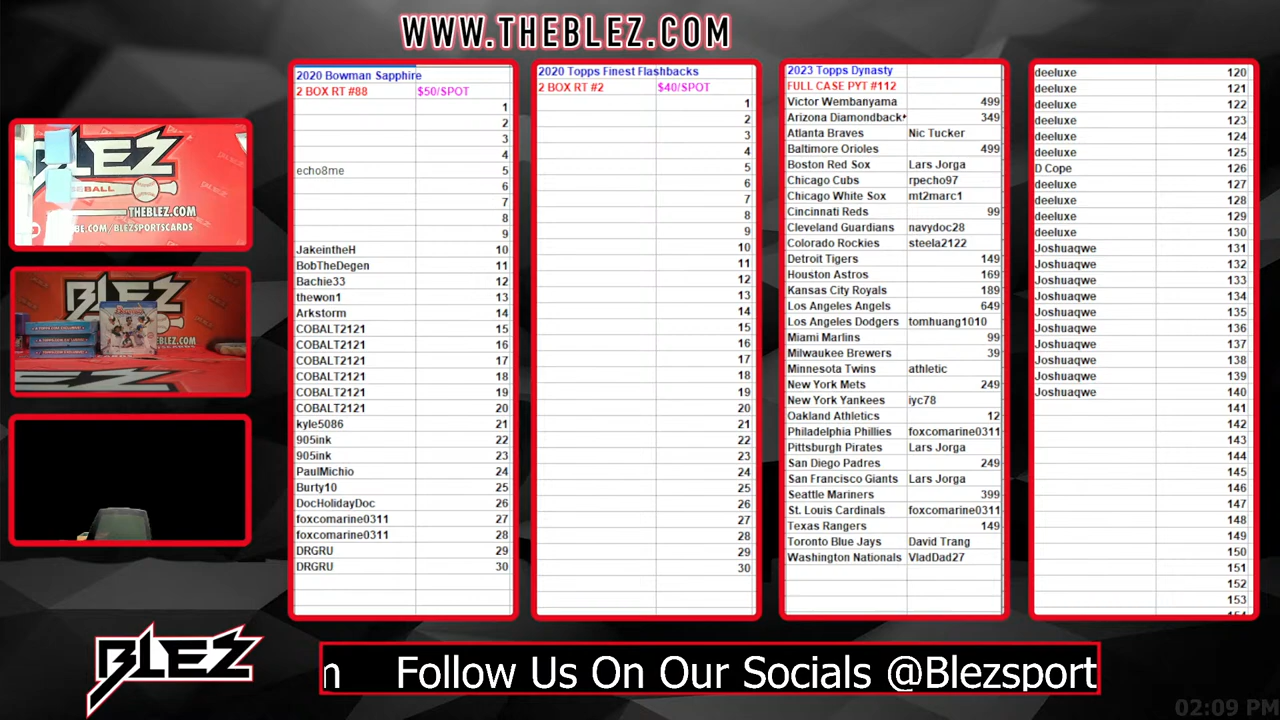 WWW.THEBLEZ.COM
BLEZ
BASEBALL
THEBLEZ.COM
BLEZ
2020 Bowman Sapphire
2 BOX RT #88 $50/SPOT
1
2
3
4
echo8me 5
6
7
8
9
JakeintheH 10
BobTheDegen 11
Bachie33 12
thewon1 13
Arkstorm 14
COBALT2121 15
COBALT2121 16
COBALT2121 17
COBALT2121 18
COBALT2121 19
COBALT2121 20
kyle5086 21
905ink 22
905ink 23
PaulMichio 24
Burty10 25
DocHolidayDoc 26
foxcomarine0311 27
foxcomarine0311 28
DRGRU 29
DRGRU 30
2020 Topps Finest Flashbacks
2 BOX RT #2 $40/SPOT
1
2
3
4
5
6
7
8
9
10
11
12
13
14
15
16
17
18
19
20
21
22
23
24
25
26
27
28
29
30
2023 Topps Dynasty
FULL CASE PYT #112
Victor Wembanyama 499
Arizona Diamondback 349
Atlanta Braves Nic Tucker
Baltimore Orioles 499
Boston Red Sox Lars Jorga
Chicago Cubs rpecho97
Chicago White Sox mt2marc1
Cincinnati Reds 99
Cleveland Guardians navydoc28
Colorado Rockies steela2122
Detroit Tigers 149
Houston Astros 169
Kansas City Royals 189
Los Angeles Angels 649
Los Angeles Dodgers tomhuang1010
Miami Marlins 99
Milwaukee Brewers 39
Minnesota Twins athletic
New York Mets 249
New York Yankees iyc78
Oakland Athletics 12
Philadelphia Phillies foxcomarine0311
Pittsburgh Pirates Lars Jorga
San Diego Padres 249
San Francisco Giants Lars Jorga
Seattle Mariners 399
St. Louis Cardinals foxcomarine0311
Texas Rangers 149
Toronto Blue Jays David Trang
Washington Nationals VladDad27
deeluxe 120
deeluxe 121
deeluxe 122
deeluxe 123
deeluxe 124
deeluxe 125
D Cope 126
deeluxe 127
deeluxe 128
deeluxe 129
deeluxe 130
Joshuaqwe 131
Joshuaqwe 132
Joshuaqwe 133
Joshuaqwe 134
Joshuaqwe 135
Joshuaqwe 136
Joshuaqwe 137
Joshuaqwe 138
Joshuaqwe 139
Joshuaqwe 140
141
142
143
144
145
146
147
148
149
150
151
152
153
BLEZ
Follow Us On Our Socials @Blezsport
02:09 PM